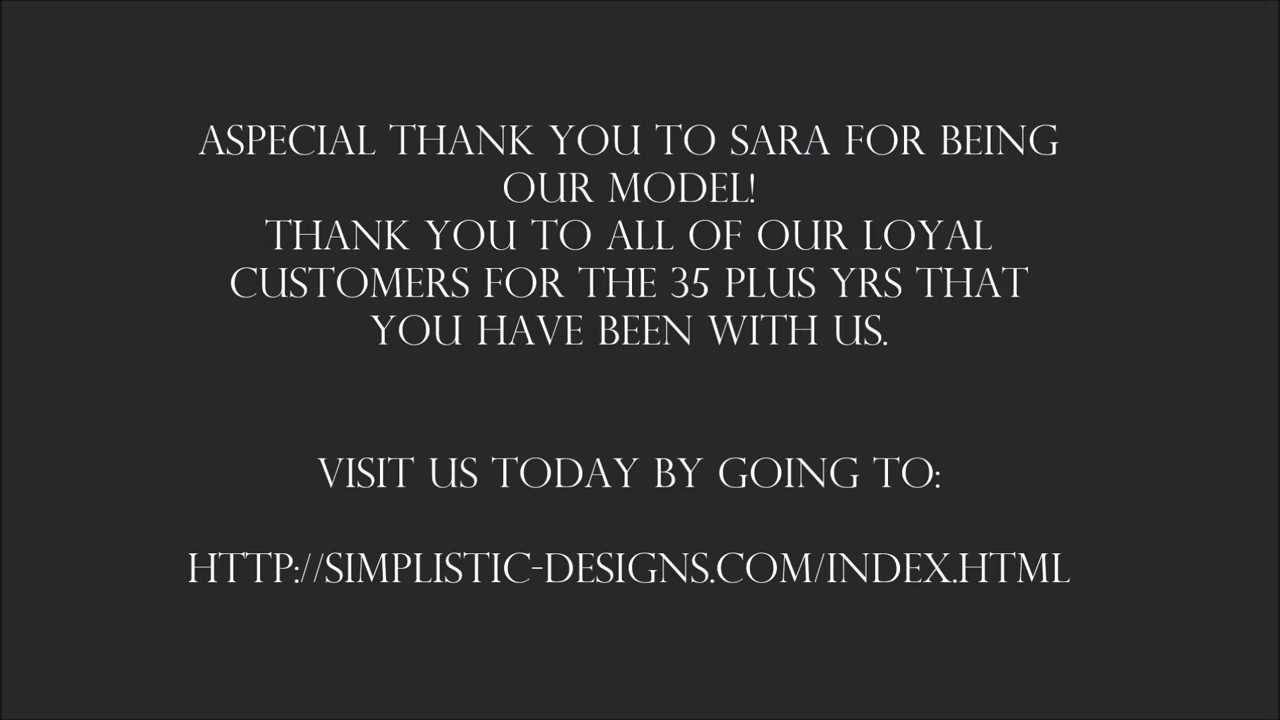 ASPECIAL THANK YOU TO SARA FOR BEING
OUR MODEL!
THANK YOU TO ALL OF OUR LOYAL
CUSTOMERS FOR THE 35 PLUS YRS THAT
YOU HAVE BEEN WITH US.
VISIT US TODAY BY GOING TO:
HTTP://SIMPLISTIC-DESIGNS.COM/INDEX.HTML